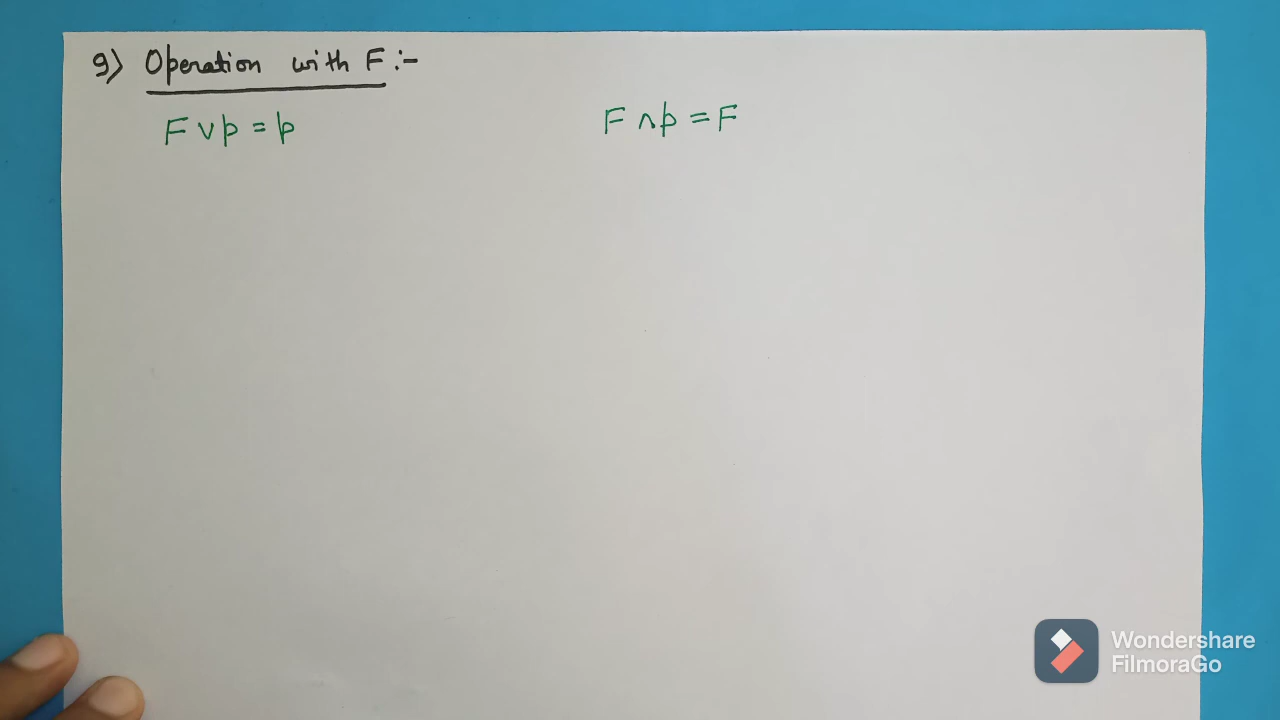 9) Operation with F :-
F ∨ p = p
F ∧ p = F
Wondershare
FilmoraGo